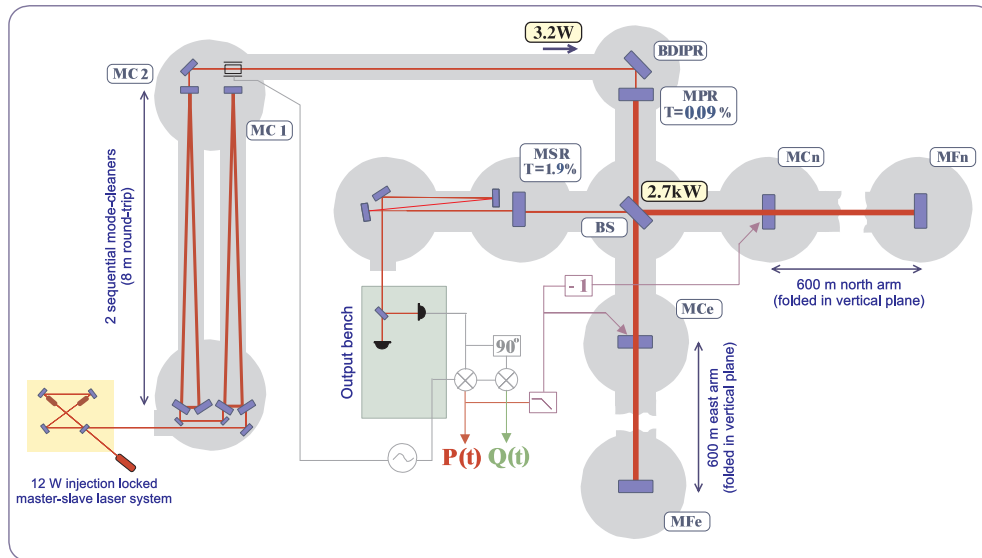 3.2W
BDIPR
MC 2
MPR
T=0,09 %
MC 1
MSR
T=1.9%
MCn
MFn
2.7kW
BS
2 sequential mode-cleaners
(8 m round-trip)
- 1
600 m north arm
(folded in vertical plane)
MCe
Output bench
90°
600 m east arm
(folded in vertical plane)
P(t)
Q(t)
12 W injection locked
master-slave laser system
MFe